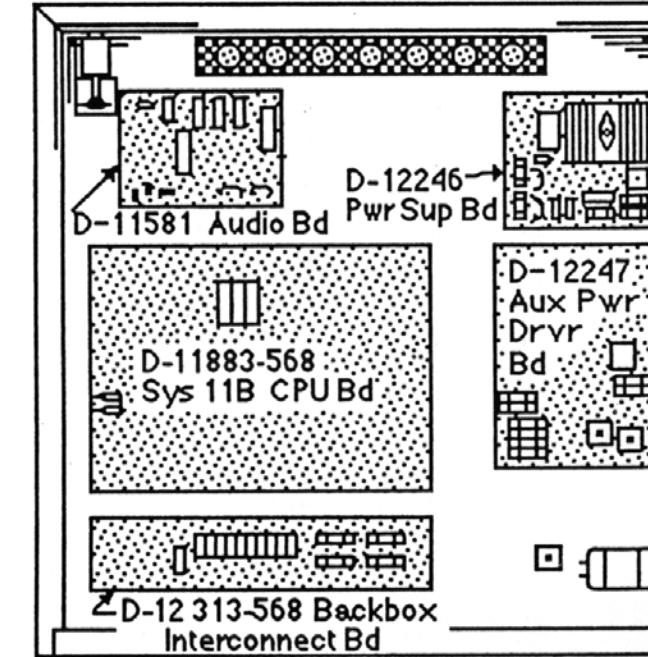 D-11581 Audio Bd
D-12246
Pwr Sup Bd
D-11883-568
Sys 11B CPU Bd
D-12247
Aux Pwr
Drvr
Bd
D-12 313-568 Backbox
Interconnect Bd